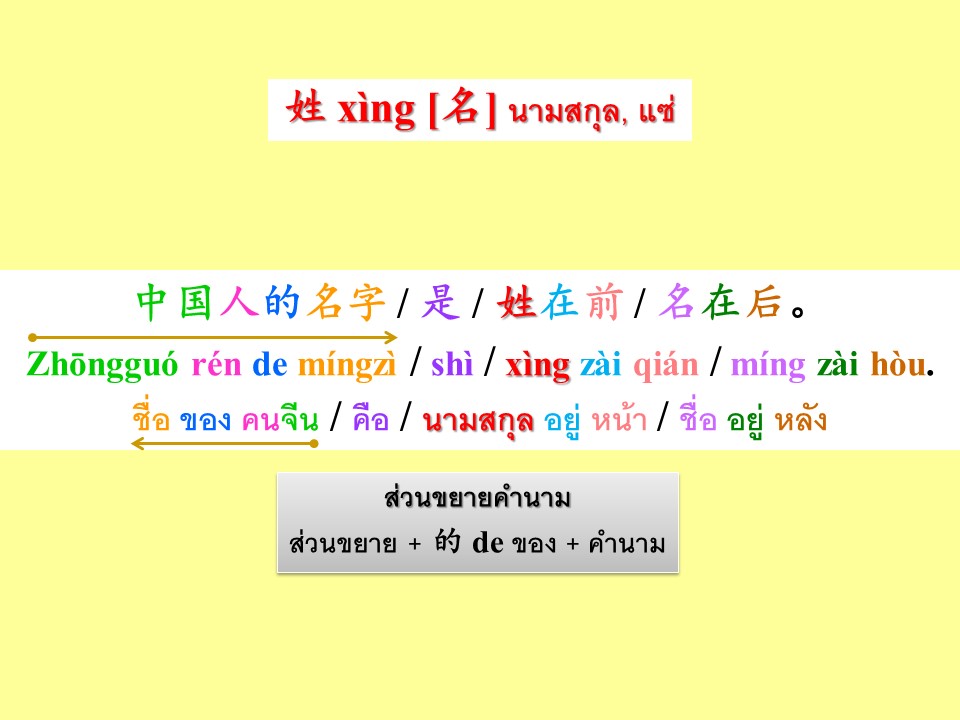 姓 xìng [名] นามสกุล, แซ่
中国人的名字 / 是 / 姓在前 / 名在后。
Zhōngguó rén de míngzì / shì / xìng zài qián / míng zài hòu.
ชื่อ ของ คนจีน / คือ / นามสกุล อยู่ หน้า / ชื่อ อยู่ หลัง
ส่วนขยายคำนาม
ส่วนขยาย + 的 de ของ + คำนาม